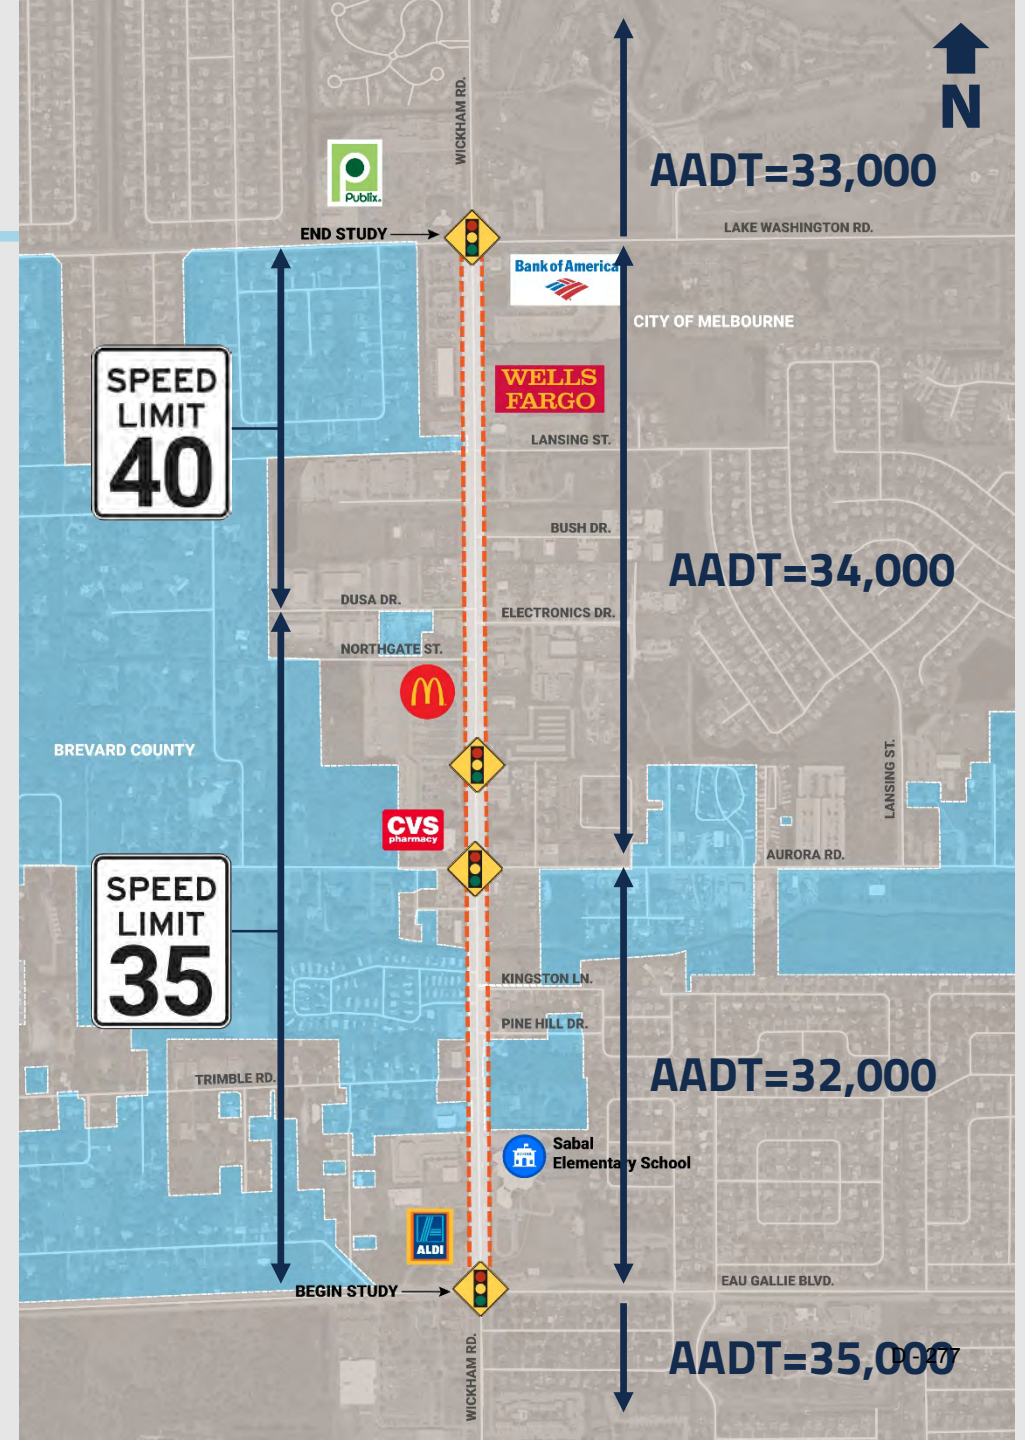 N
WICKHAM RD.
AADT=33,000
Publix.
END STUDY
LAKE WASHINGTON RD.
Bank of America
CITY OF MELBOURNE
SPEED
LIMIT
40
WELLS
FARGO
LANSING ST.
BUSH DR.
AADT=34,000
DUSA DR.
ELECTRONICS DR.
NORTHGATE ST.
BREVARD COUNTY
LANSING ST.
CVS
pharmacy
AURORA RD.
SPEED
LIMIT
35
KINGSTON LN.
PINE HILL DR.
TRIMBLE RD.
AADT=32,000
Sabal
Elementary School
ALDI
BEGIN STUDY
EAU GALLIE BLVD.
WICKHAM RD.
AADT=35,000
D - 277